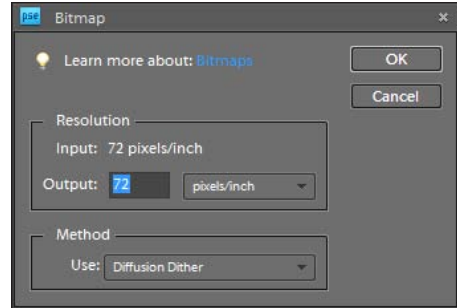 pse Bitmap
Learn more about: Bitmaps
OK
Cancel
Resolution
Input: 72 pixels/inch
Output: 72 pixels/inch
Method
Use: Diffusion Dither